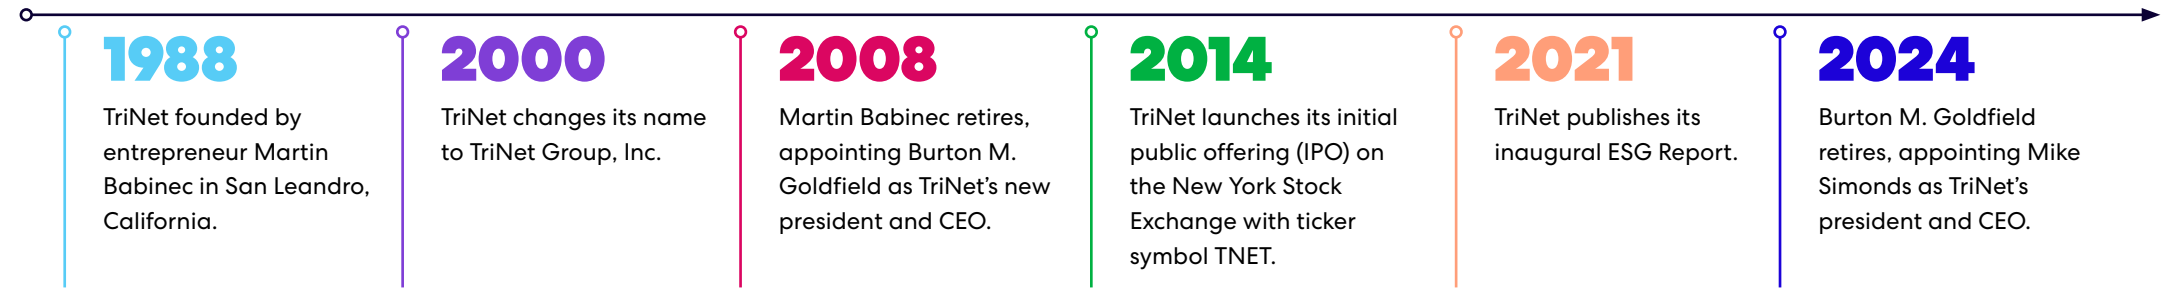 1988
TriNet founded by
entrepreneur Martin
Babinec in San Leandro,
California.
2000
TriNet changes its name
to TriNet Group, Inc.
2008
Martin Babinec retires,
appointing Burton M.
Goldfield as TriNet’s new
president and CEO.
2014
TriNet launches its initial
public offering (IPO) on
the New York Stock
Exchange with ticker
symbol TNET.
2021
TriNet publishes its
inaugural ESG Report.
2024
Burton M. Goldfield
retires, appointing Mike
Simonds as TriNet’s
president and CEO.